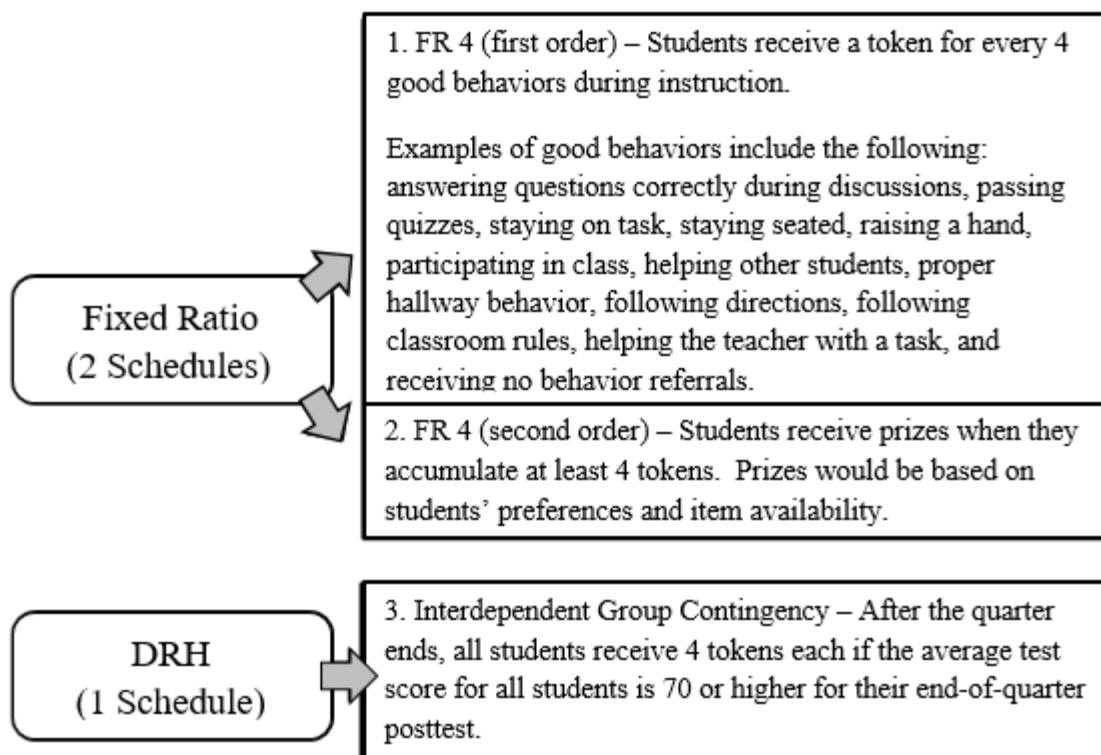 1. FR 4 (first order) – Students receive a token for every 4
good behaviors during instruction.
Examples of good behaviors include the following:
answering questions correctly during discussions, passing
quizzes, staying on task, staying seated, raising a hand,
participating in class, helping other students, proper
hallway behavior, following directions, following
classroom rules, helping the teacher with a task, and
receiving no behavior referrals.
Fixed Ratio
(2 Schedules)
2. FR 4 (second order) – Students receive prizes when they
accumulate at least 4 tokens.  Prizes would be based on
students’ preferences and item availability.
DRH
(1 Schedule)
3. Interdependent Group Contingency – After the quarter
ends, all students receive 4 tokens each if the average test
score for all students is 70 or higher for their end-of-quarter
posttest.